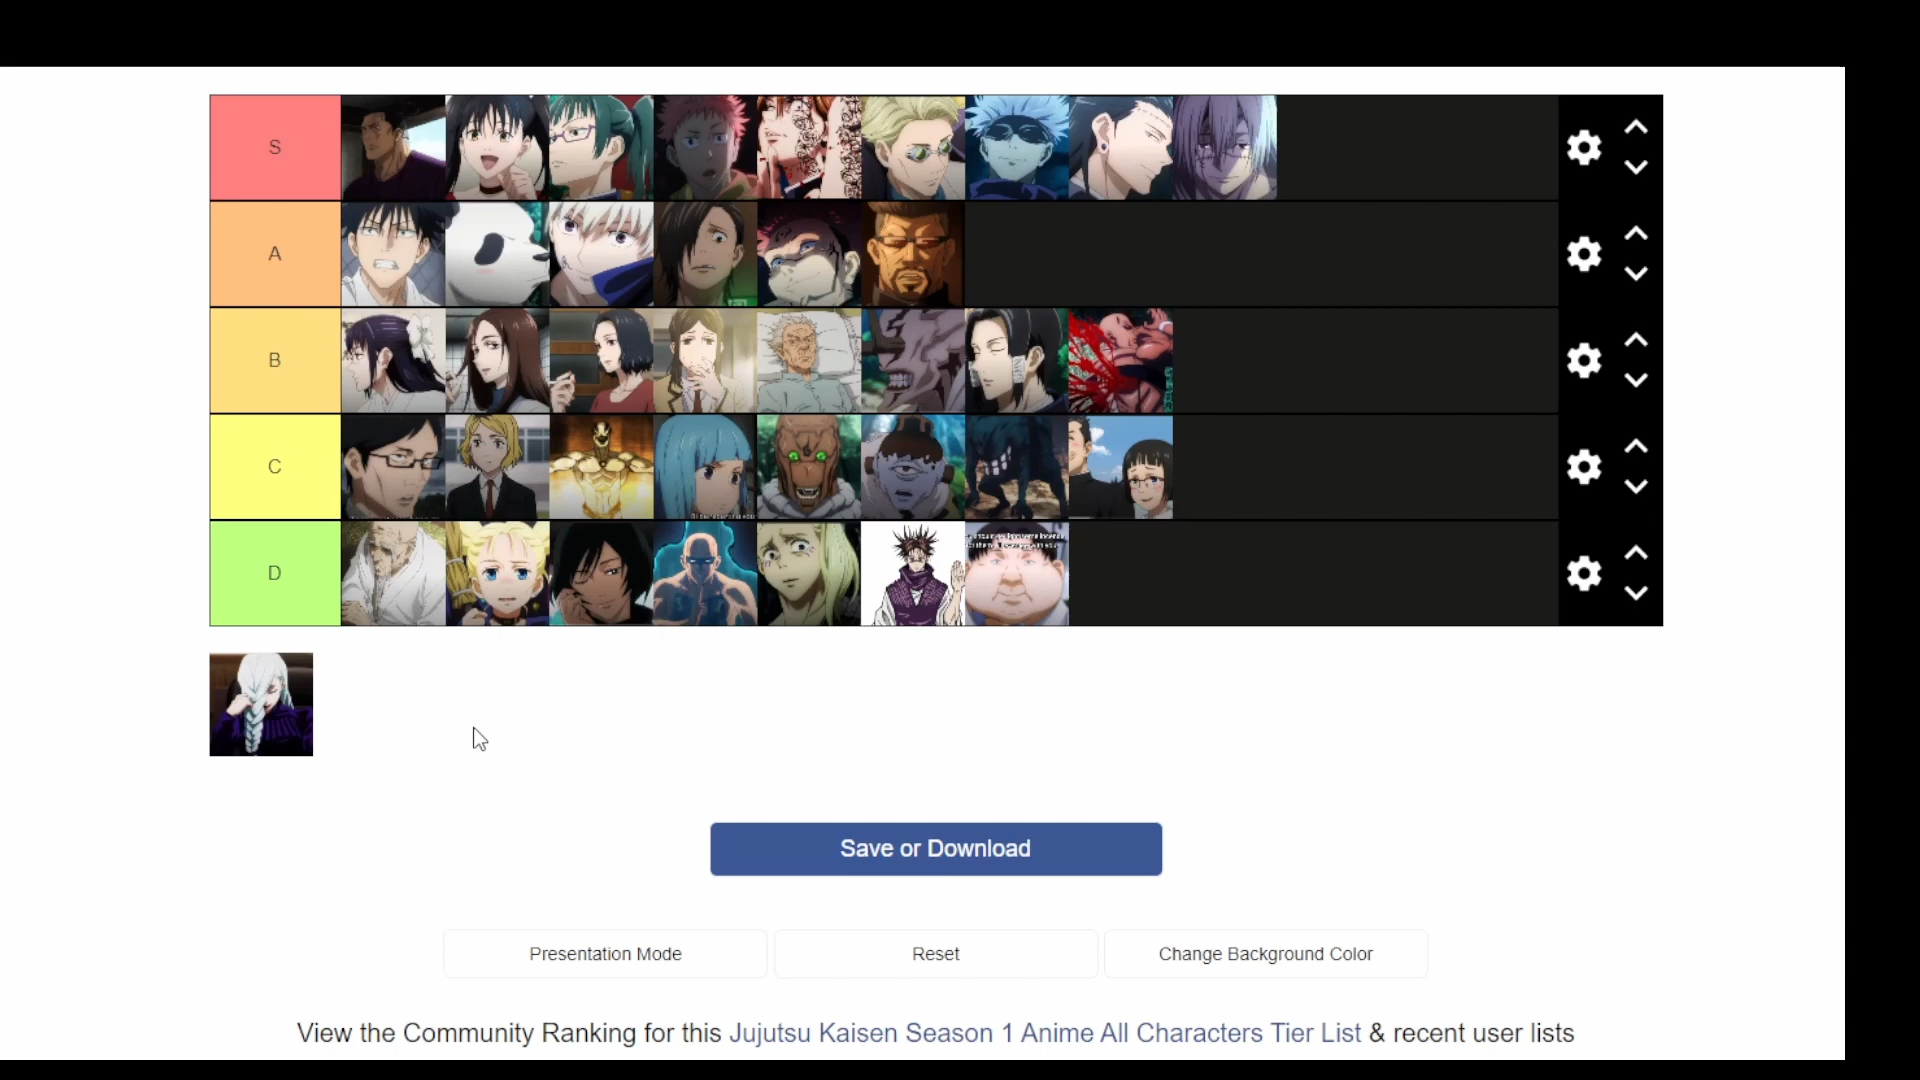 S
A
B
C
D
Save or Download
Presentation Mode
Reset
Change Background Color
View the Community Ranking for this Jujutsu Kaisen Season 1 Anime All Characters Tier List & recent user lists